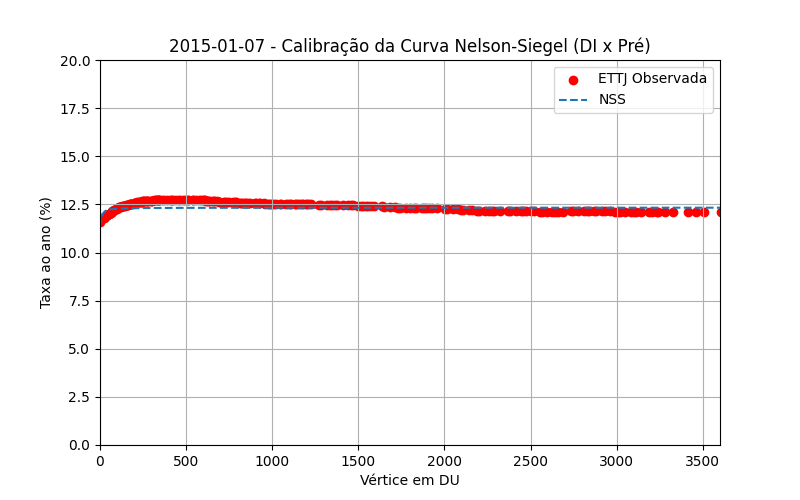 2015-01-07 - Calibração da Curva Nelson-Siegel (DI x Pré)
20.0
17.5
15.0
12.5
10.0
7.5
5.0
2.5
0.0
Taxa ao ano (%)
ETTJ Observada
NSS
0 500 1000 1500 2000 2500 3000 3500
Vértice em DU